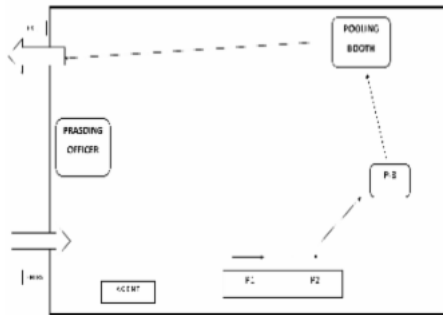 POOLING
BOOTH
PRASDING
OFFICER
P-3
P1
P2
AGENT